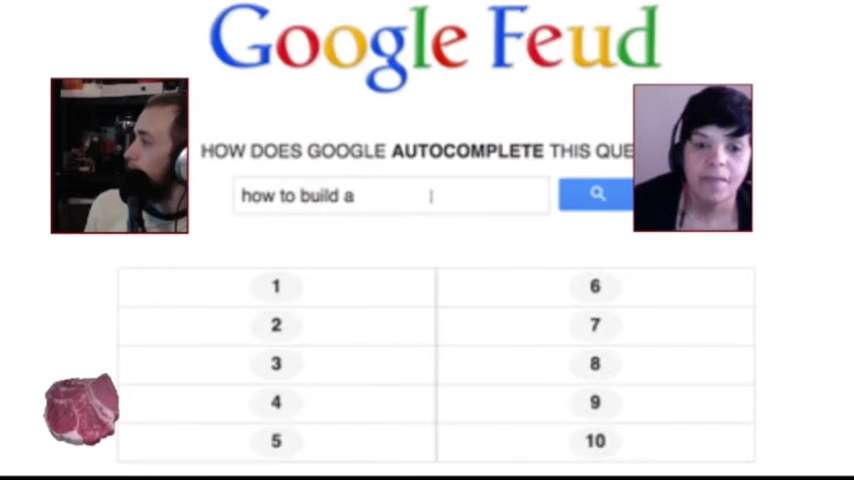 Google Feud
HOW DOES GOOGLE AUTOCOMPLETE THIS QUE
how to build a
1 6
2 7
3 8
4 9
5 10